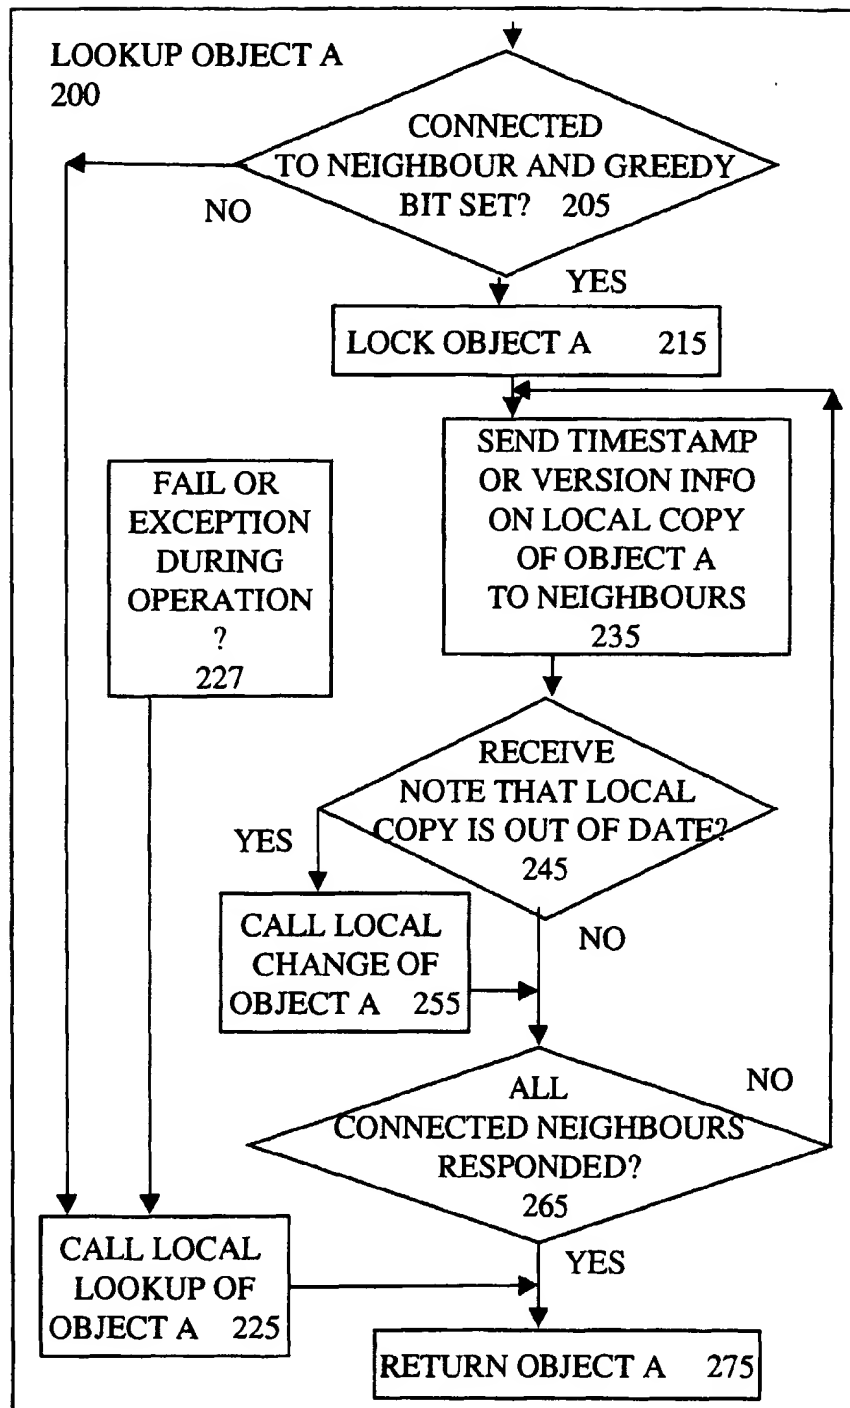 LOOKUP OBJECT A
200
CONNECTED
TO NEIGHBOUR AND GREEDY
BIT SET? 205
NO
YES
LOCK OBJECT A 215
SEND TIMESTAMP
OR VERSION INFO
ON LOCAL COPY
OF OBJECT A
TO NEIGHBOURS
235
FAIL OR
EXCEPTION
DURING
OPERATION
?
227
RECEIVE
NOTE THAT LOCAL
COPY IS OUT OF DATE?
245
YES
NO
CALL LOCAL
CHANGE OF
OBJECT A 255
ALL
CONNECTED NEIGHBOURS
RESPONDED?
265
NO
YES
CALL LOCAL
LOOKUP OF
OBJECT A 225
RETURN OBJECT A 275